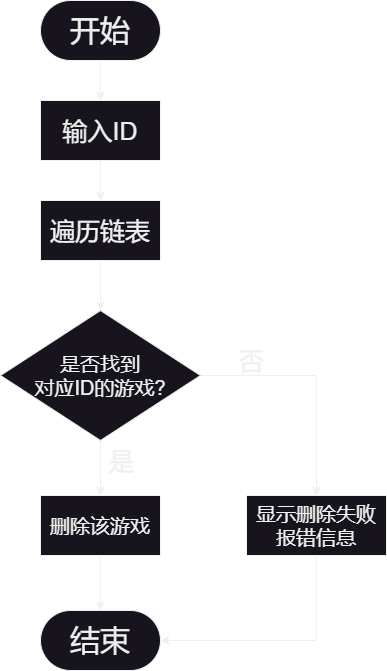 开始
输入ID
遍历链表
是否找到
对应ID的游戏?
否
是
删除该游戏
显示删除失败
报错信息
结束